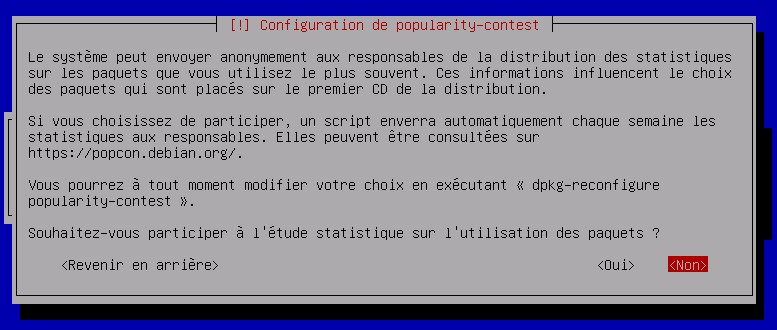 [!] Configuration de popularity-contest
Le système peut envoyer anonymement aux responsables de la distribution des statistiques
sur les paquets que vous utilisez le plus souvent. Ces informations influencent le choix
des paquets qui sont placés sur le premier CD de la distribution.
Si vous choisissez de participer, un script enverra automatiquement chaque semaine les
statistiques aux responsables. Elles peuvent être consultées sur
https://popcon.debian.org/.
Vous pourrez à tout moment modifier votre choix en exécutant « dpkg-reconfigure
popularity-contest ».
Souhaitez-vous participer à l'étude statistique sur l'utilisation des paquets ?
<Revenir en arrière> <Oui> <Non>